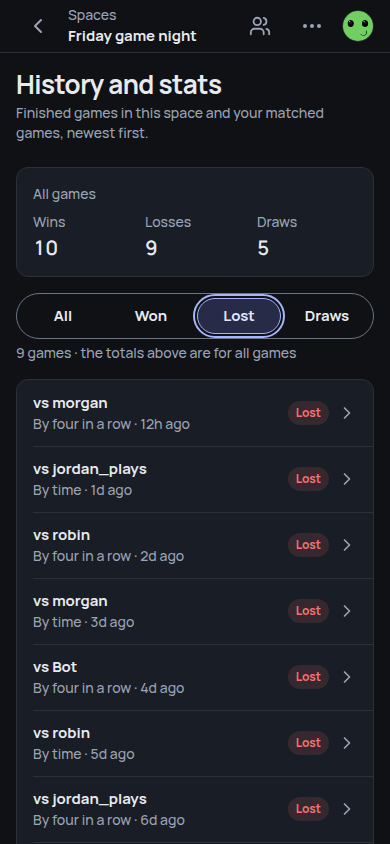 Spaces
Friday game night
History and stats
Finished games in this space and your matched
games, newest first.
All games
Wins Losses Draws
10 9 5
All Won Lost Draws
9 games · the totals above are for all games
vs morgan
By four in a row · 12h ago
Lost
vs jordan_plays
By time · 1d ago
Lost
vs robin
By four in a row · 2d ago
Lost
vs morgan
By time · 3d ago
Lost
vs Bot
By four in a row · 4d ago
Lost
vs robin
By time · 5d ago
Lost
vs jordan_plays
By four in a row · 6d ago
Lost